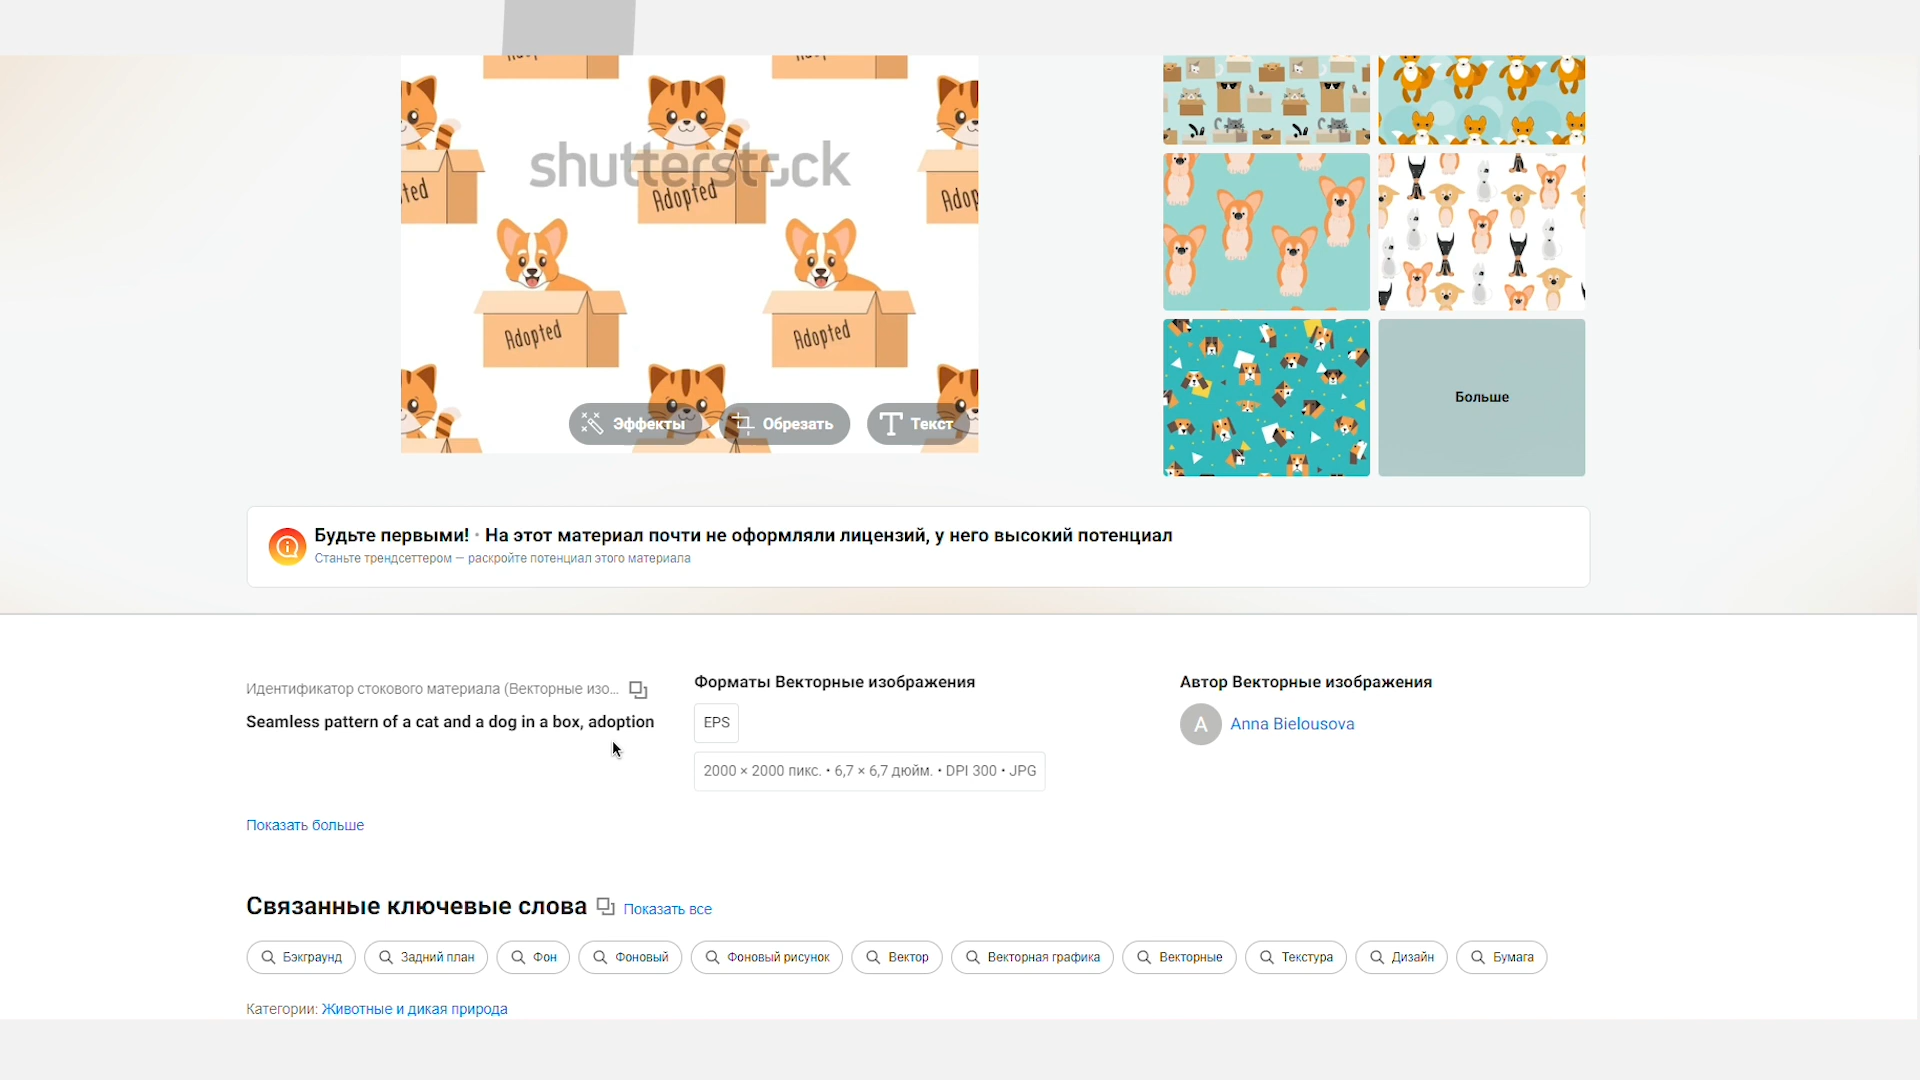 shutterstock
Adopted
Adopted
Adopted
Эффекты
Обрезать
Текст
Больше
Будьте первыми! · На этот материал почти не оформляли лицензий, у него высокий потенциал
Станьте трендсеттером — раскройте потенциал этого материала
Идентификатор стокового материала (Векторные изо...
Seamless pattern of a cat and a dog in a box, adoption
Показать больше
Форматы Векторные изображения
EPS
2000 × 2000 пикс. • 6,7 × 6,7 дюйм. • DPI 300 • JPG
Автор Векторные изображения
A
Anna Bielousova
Связанные ключевые слова
Показать все
Бэкграунд
Задний план
Фон
Фоновый
Фоновый рисунок
Вектор
Векторная графика
Векторные
Текстура
Дизайн
Бумага
Категории: Животные и дикая природа